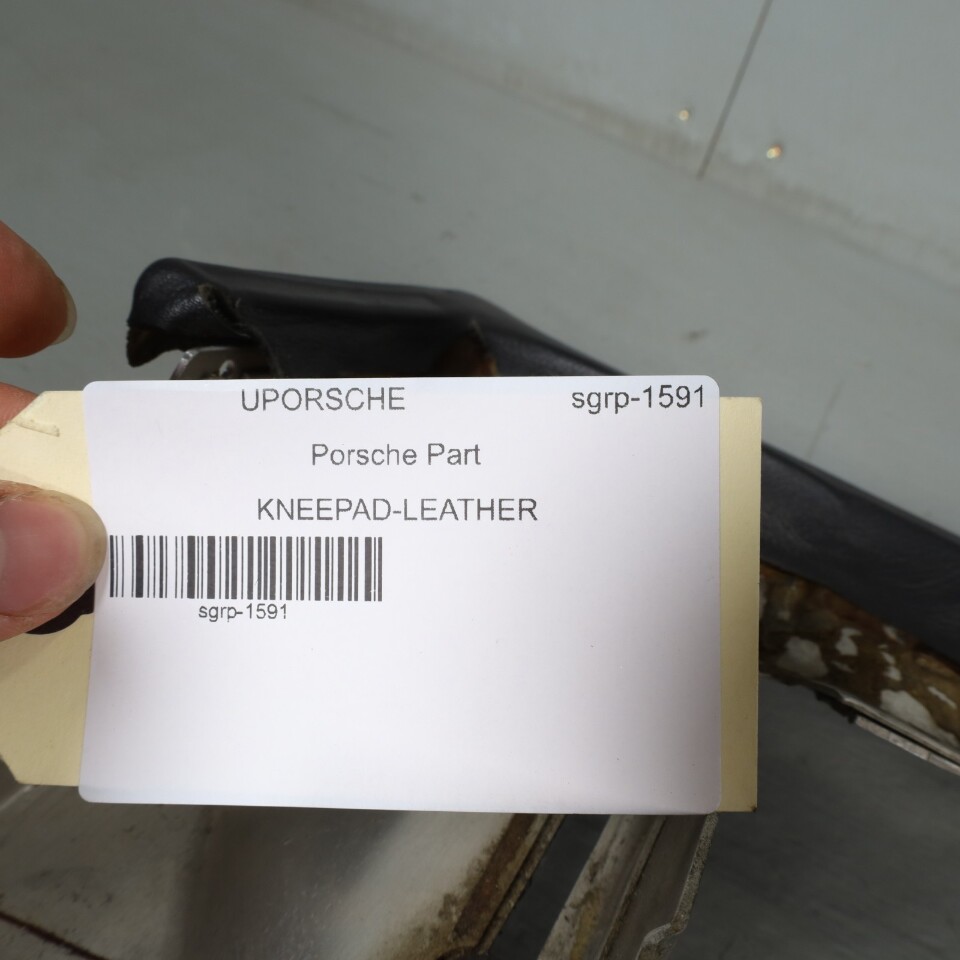 UPORSCHE sgrp-1591
Porsche Part
KNEEPAD-LEATHER
sgrp-1591